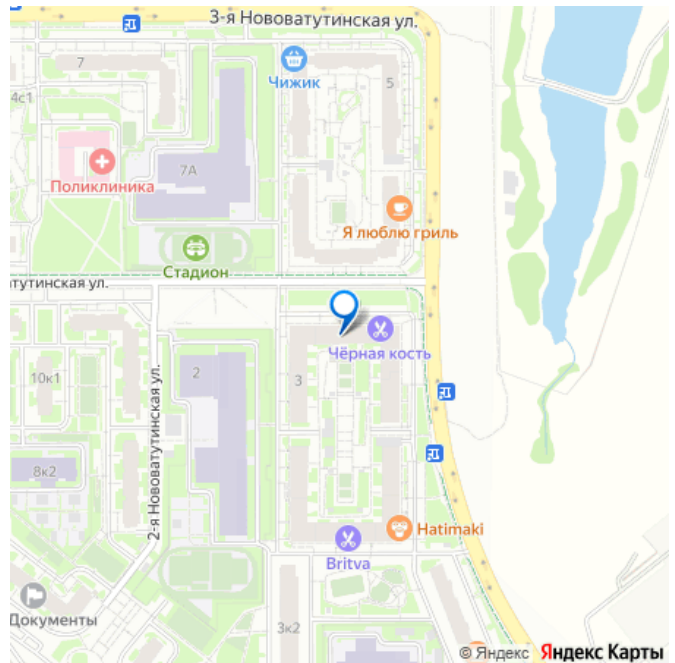 3-я Нововатутинская ул.
7
Чижик
5
4с1
7А
Поликлиника
Я люблю гриль
Стадион
атутинская ул.
Чёрная кость
2
3
10к1
2-я Нововатутинская ул.
8к2
Hatimaki
Britva
Документы
3к2
© Яндекс Яндекс Карты